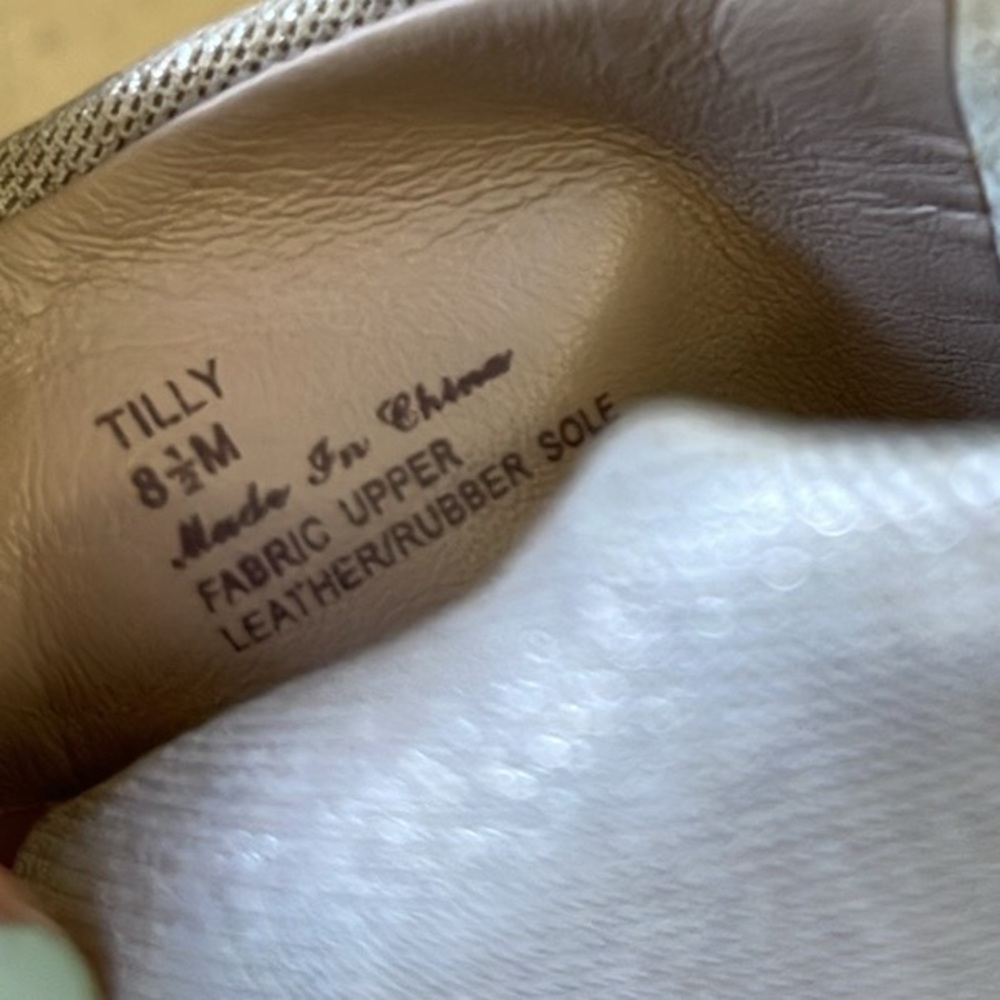 TILLY
8½M
Made In China
FABRIC UPPER
LEATHER/RUBBER SOLE